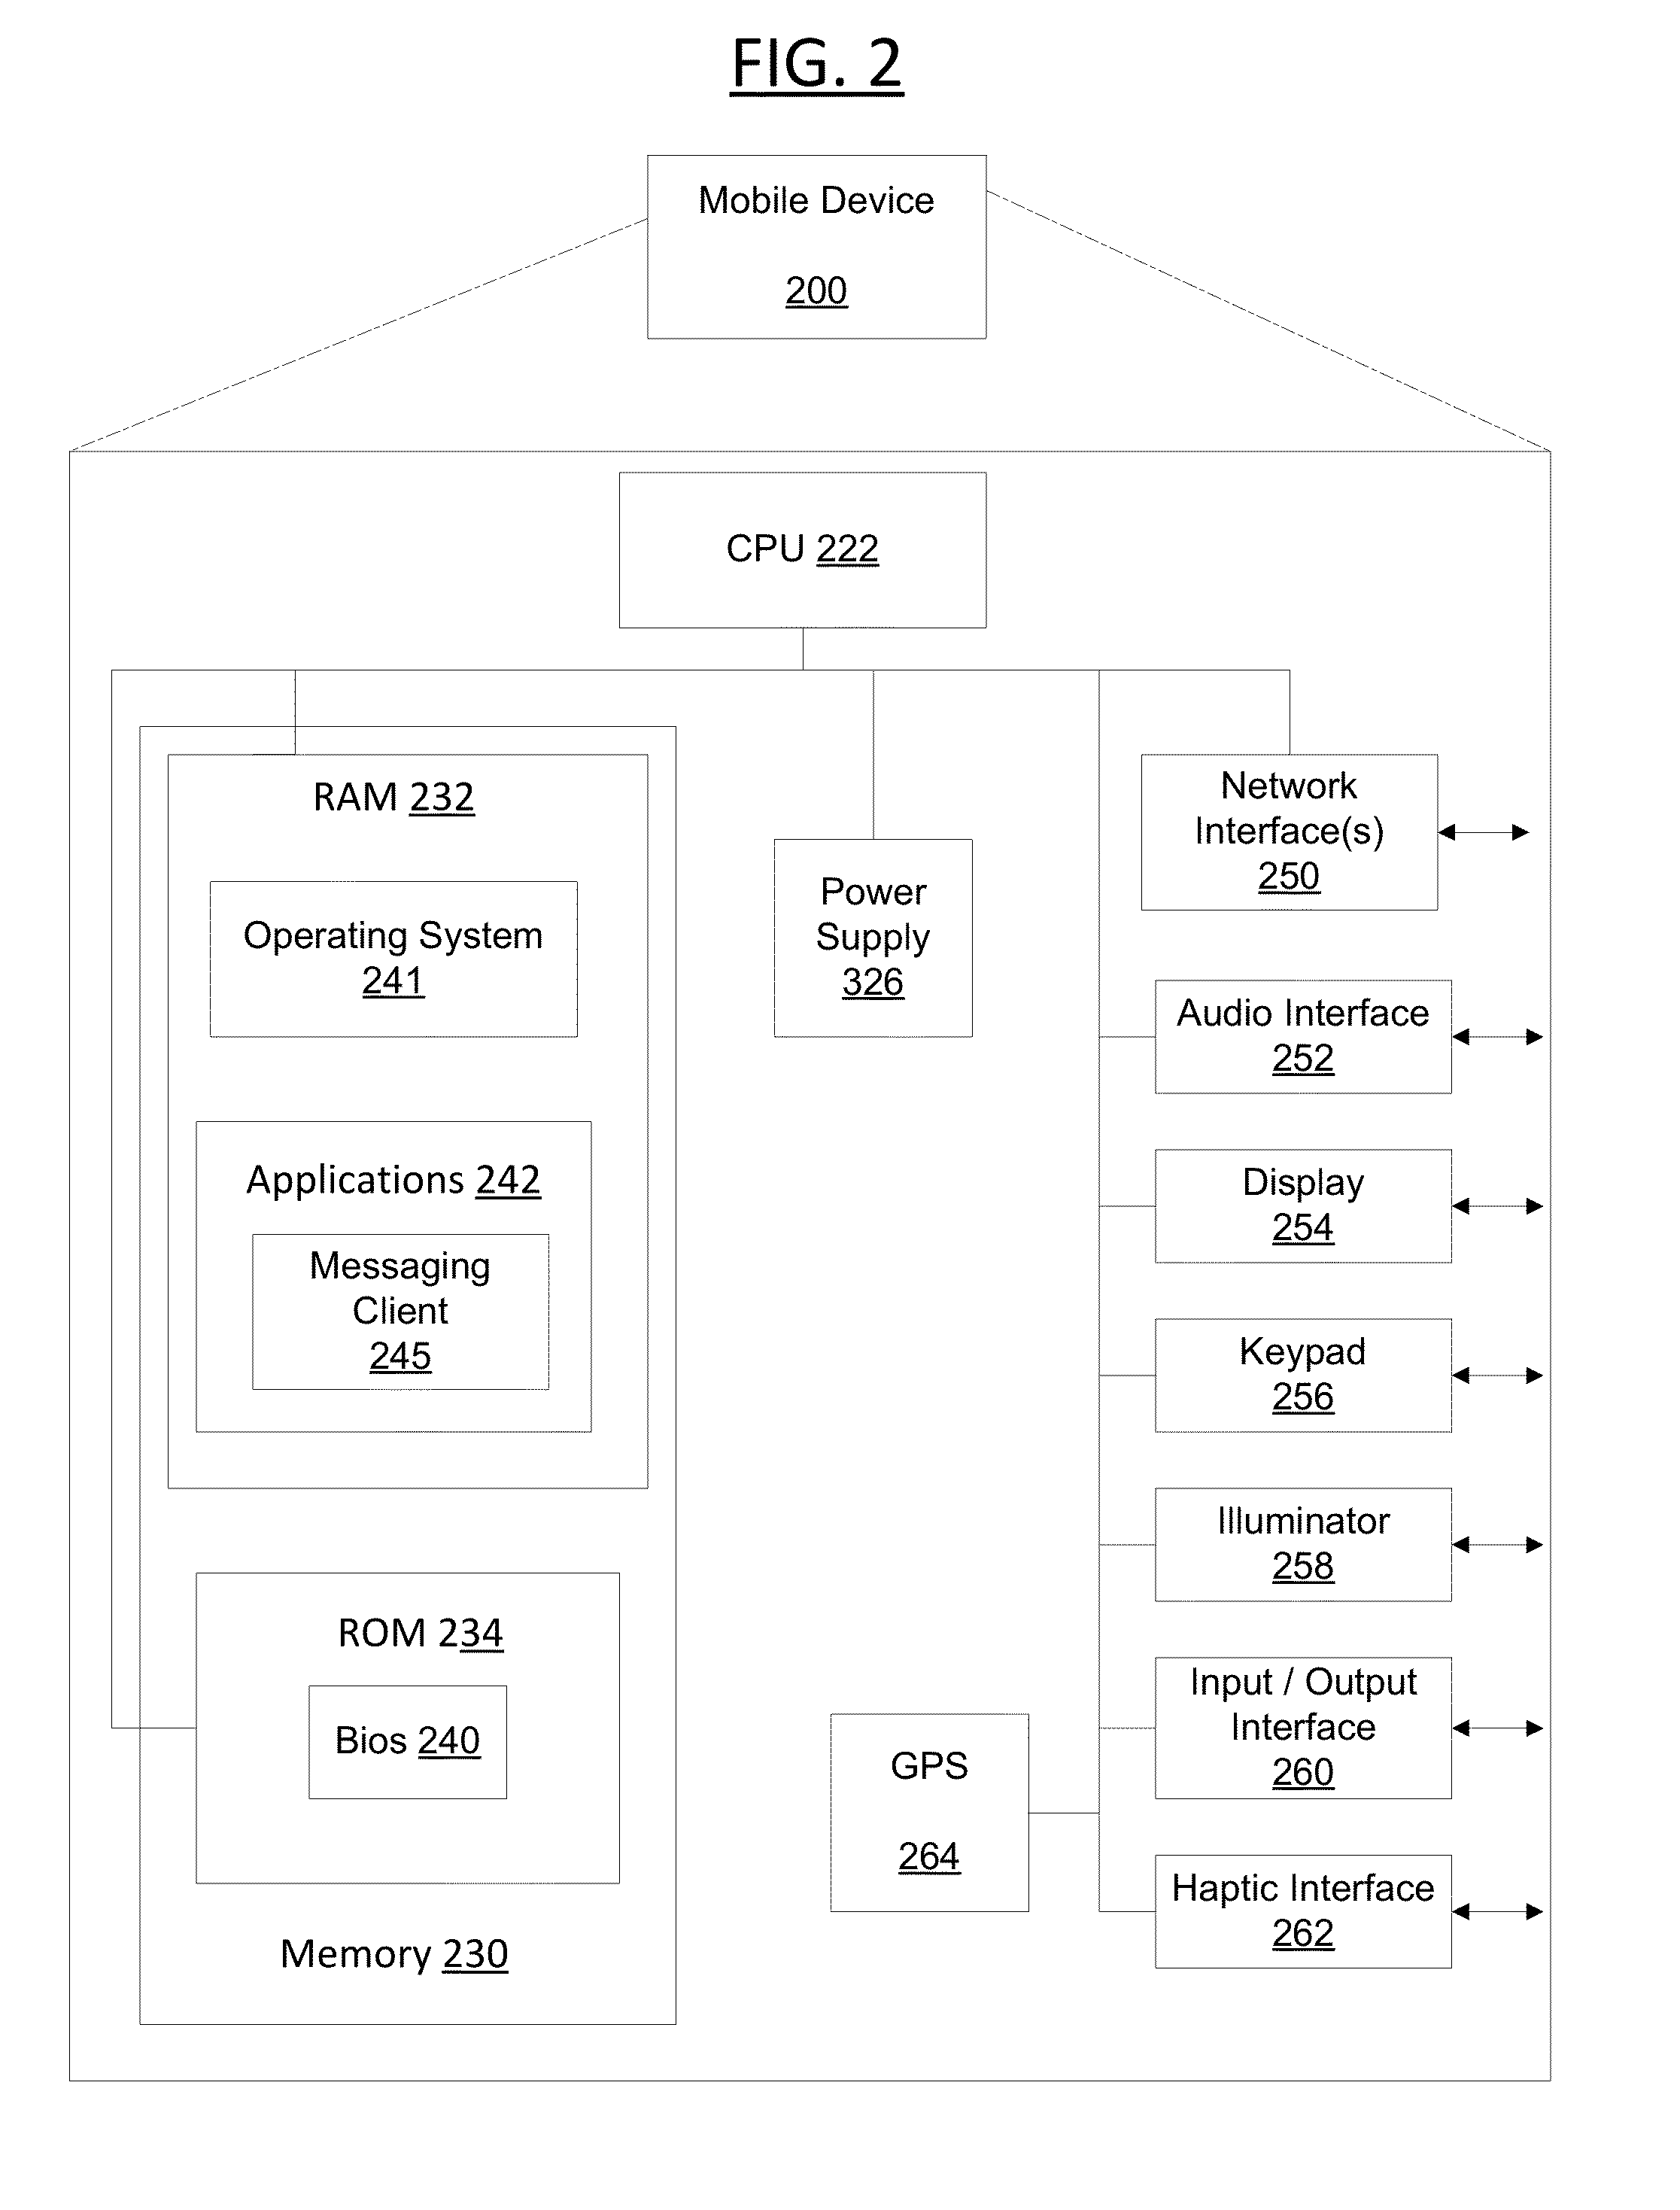 FIG. 2
Mobile Device
200
CPU 222
RAM 232
Operating System
241
Applications 242
Messaging
Client
245
ROM 234
Bios 240
Memory 230
Power
Supply
326
GPS
264
Network
Interface(s)
250
Audio Interface
252
Display
254
Keypad
256
Illuminator
258
Input / Output
Interface
260
Haptic Interface
262